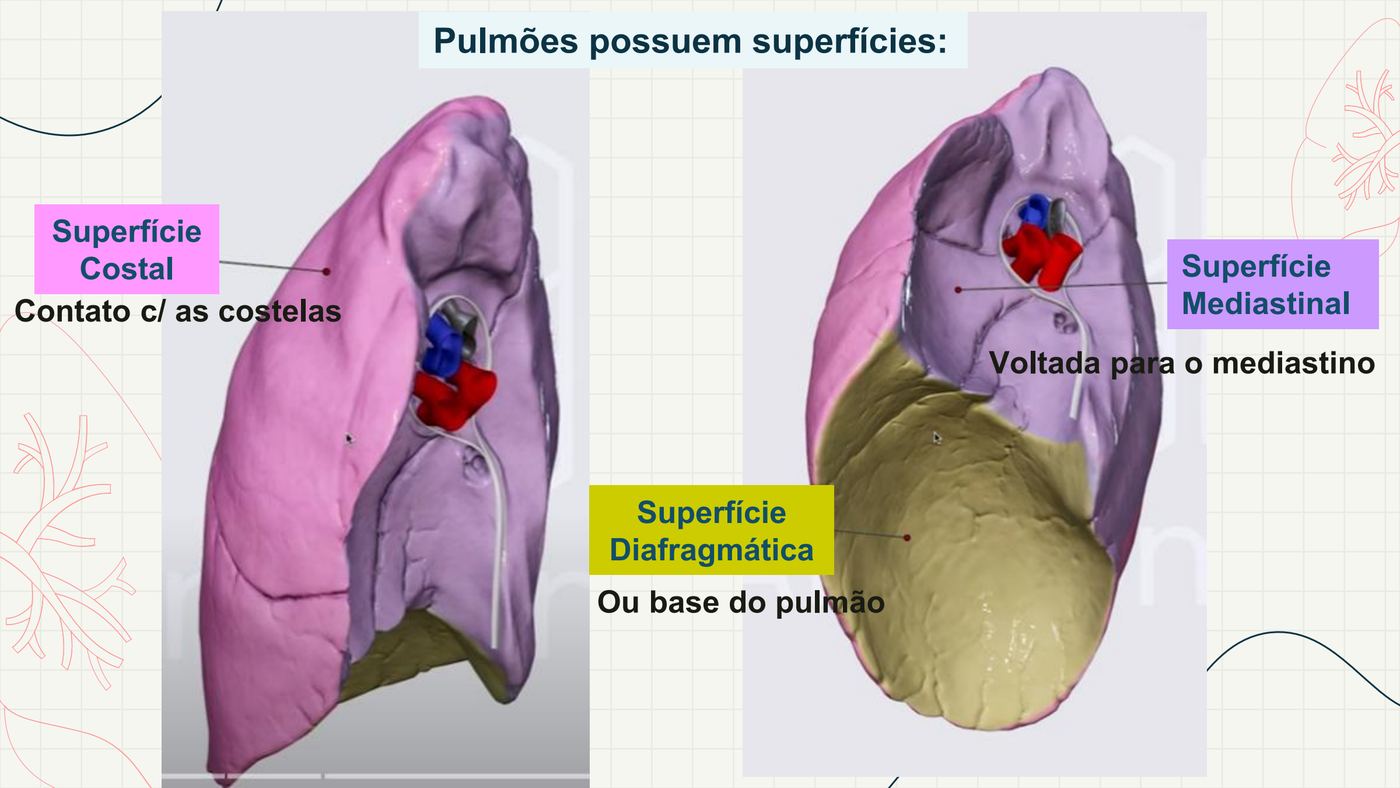 Pulmões possuem superfícies:
Superfície
Costal
Contato c/ as costelas
Superfície
Mediastinal
Voltada para o mediastino
Superfície
Diafragmática
Ou base do pulmão